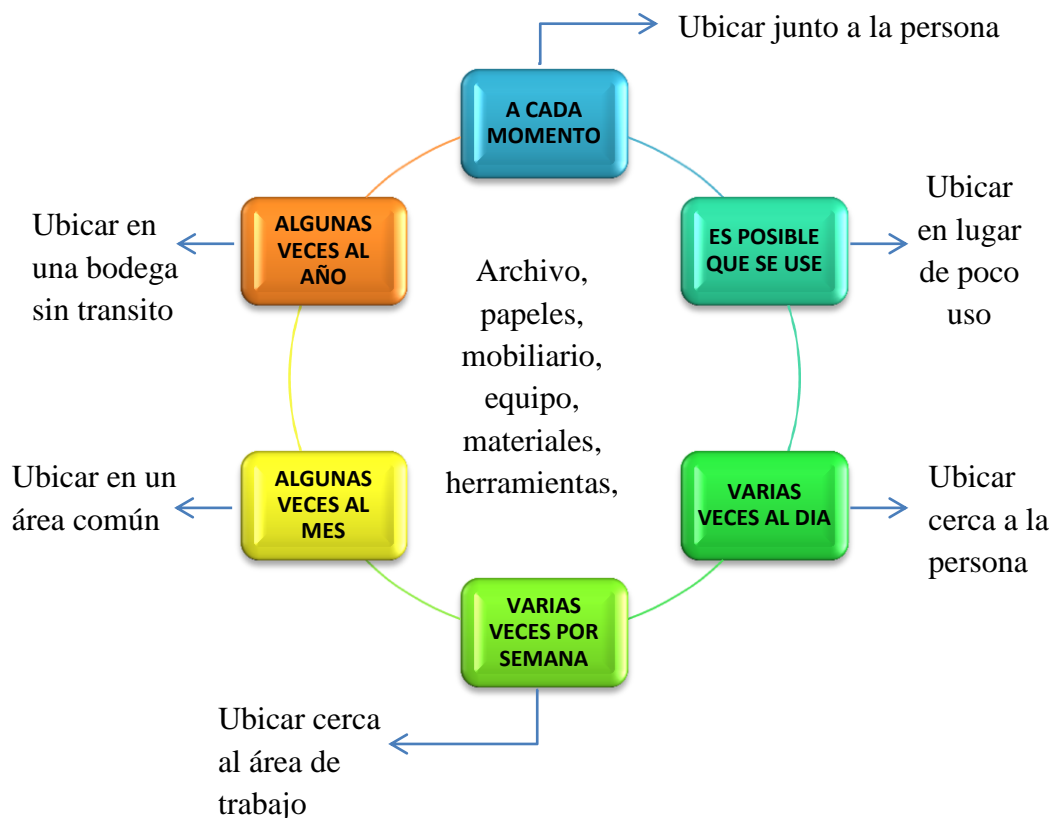 Ubicar junto a la persona
A CADA
MOMENTO
ES POSIBLE
QUE SE USE
Ubicar
en lugar
de poco
uso
VARIAS
VECES AL DIA
Ubicar
cerca a la
persona
VARIAS
VECES POR
SEMANA
Ubicar cerca
al área de
trabajo
ALGUNAS
VECES AL
MES
Ubicar en un
área común
ALGUNAS
VECES AL
AÑO
Ubicar en
una bodega
sin transito
Archivo,
papeles,
mobiliario,
equipo,
materiales,
herramientas,